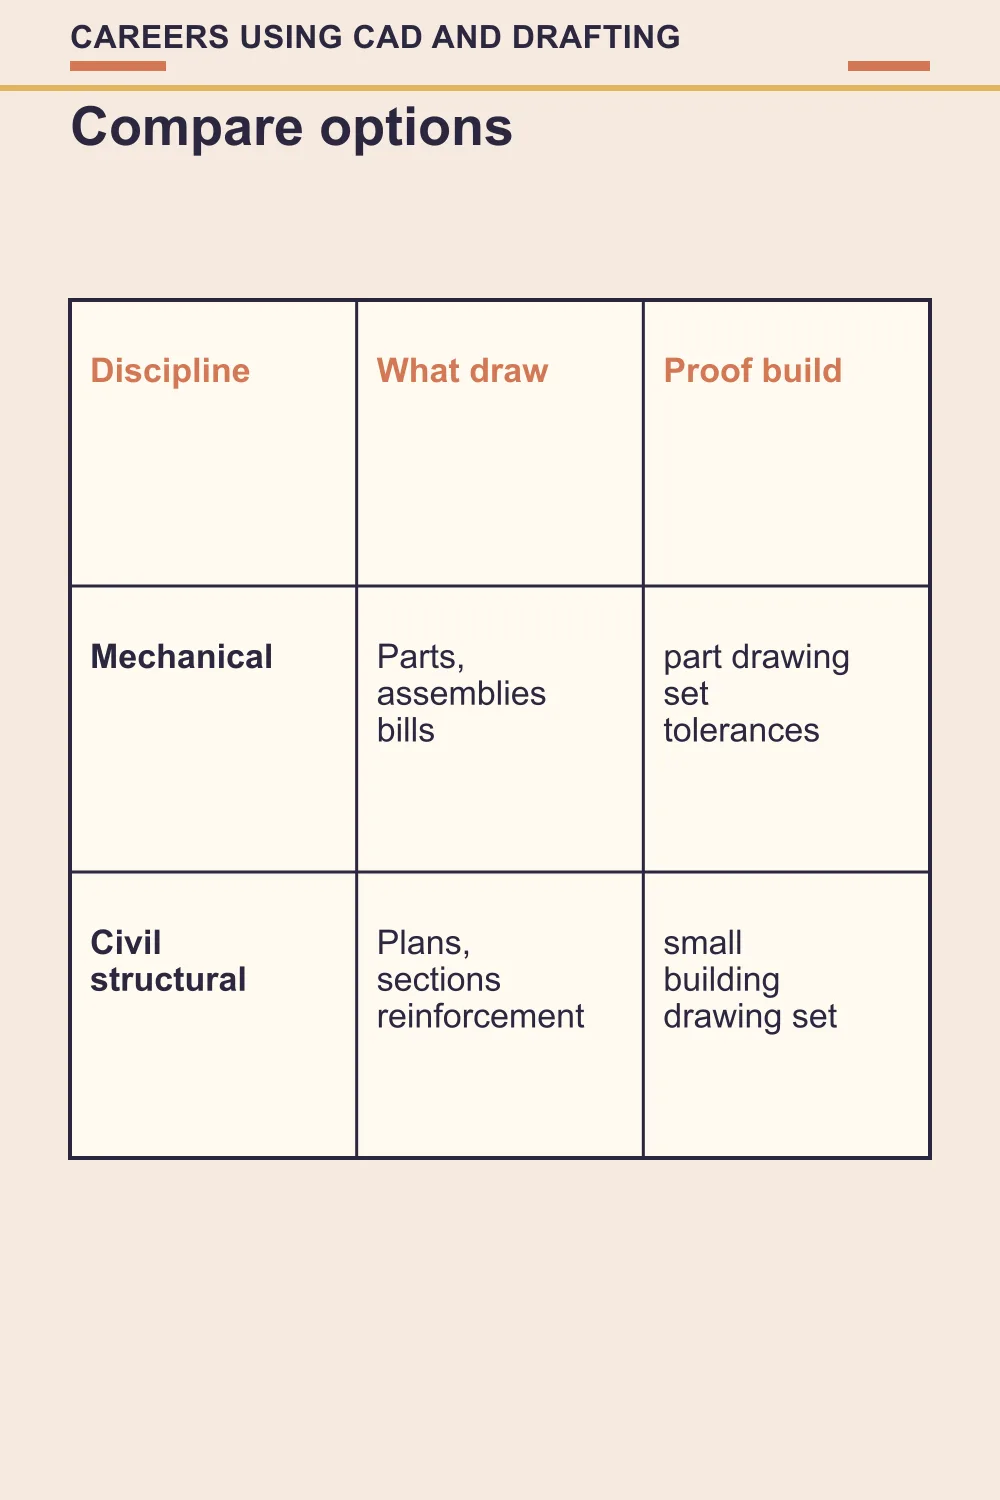 CAREERS USING CAD AND DRAFTING
Compare options
Discipline
What draw
Proof build
Mechanical
Parts,
assemblies
bills
part drawing
set
tolerances
Civil
structural
Plans,
sections
reinforcement
small
building
drawing set